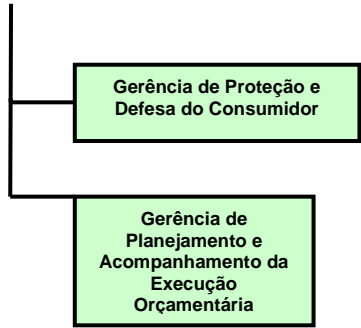 Gerência de Proteção e
Defesa do Consumidor
Gerência de
Planejamento e
Acompanhamento da
Execução
Orçamentária